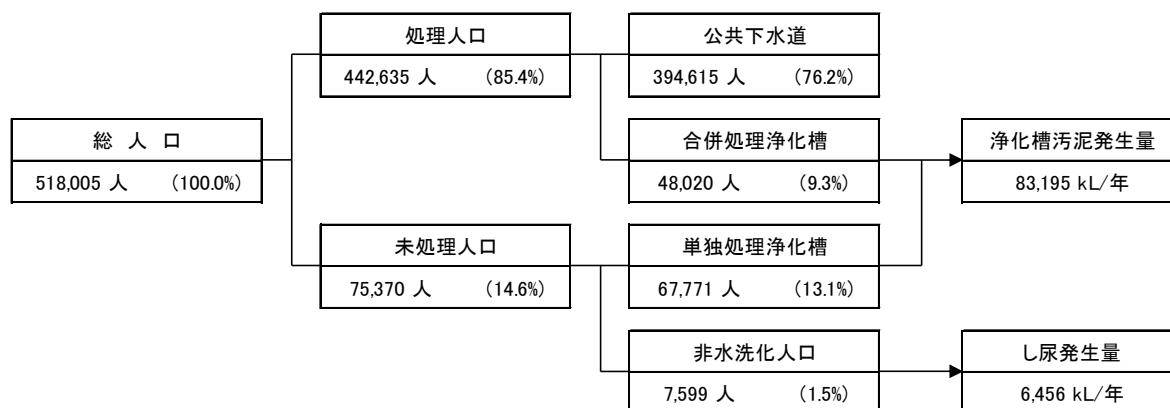 処理人口
442,635 人 (85.4%)
公共下水道
394,615 人 (76.2%)
総 人 口
518,005 人 (100.0%)
合併処理浄化槽
48,020 人 (9.3%)
浄化槽汚泥発生量
83,195 kL/年
未処理人口
75,370 人 (14.6%)
単独処理浄化槽
67,771 人 (13.1%)
非水洗化人口
7,599 人 (1.5%)
し尿発生量
6,456 kL/年